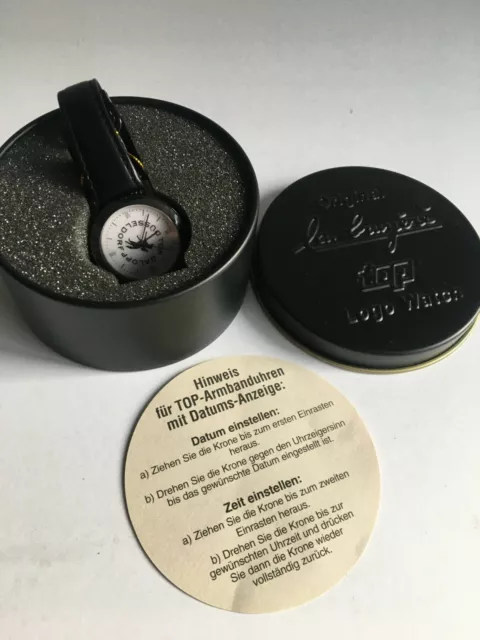 TOP GALOPP
DÜSSELDORF
Original
top
Logo Watch
Hinweis
für TOP-Armbanduhren
mit Datums-Anzeige:
Datum einstellen:
a) Ziehen Sie die Krone bis zum ersten Einrasten
heraus.
b) Drehen Sie die Krone gegen den Uhrzeigersinn
bis das gewünschte Datum eingestellt ist.
Zeit einstellen:
a) Ziehen Sie die Krone bis zum zweiten
Einrasten heraus.
b) Drehen Sie die Krone bis zur
gewünschten Uhrzeit und drücken
Sie dann die Krone wieder
vollständig zurück.